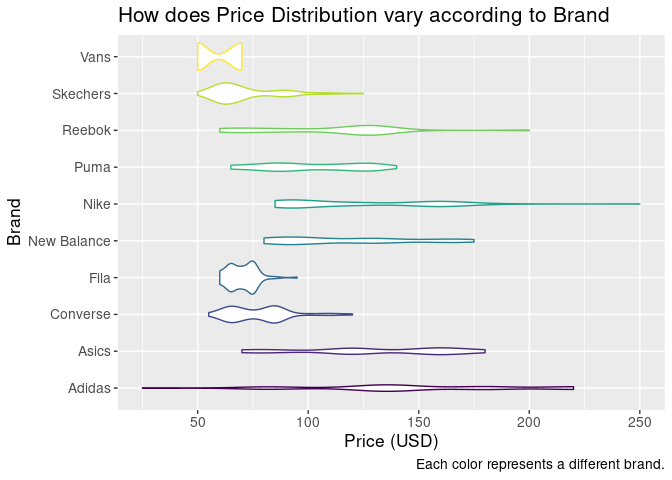 How does Price Distribution vary according to Brand
Vans
Skechers
Reebok
Puma
Nike
New Balance
Fila
Converse
Asics
Adidas
Brand
50 100 150 200 250
Price (USD)
Each color represents a different brand.